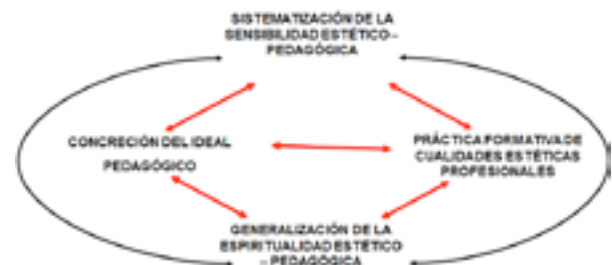 SISTEMATIZACIÓN DE LA
SENSIBILIDAD ESTÉTICO –
PEDAGÓGICA
CONCRECIÓN DEL IDEAL
PEDAGÓGICO
PRÁCTICA FORMATIVA DE
CUALIDADES ESTÉTICAS
PROFESIONALES
GENERALIZACIÓN DE LA
ESPIRITUALIDAD ESTÉTICO
– PEDAGÓGICA